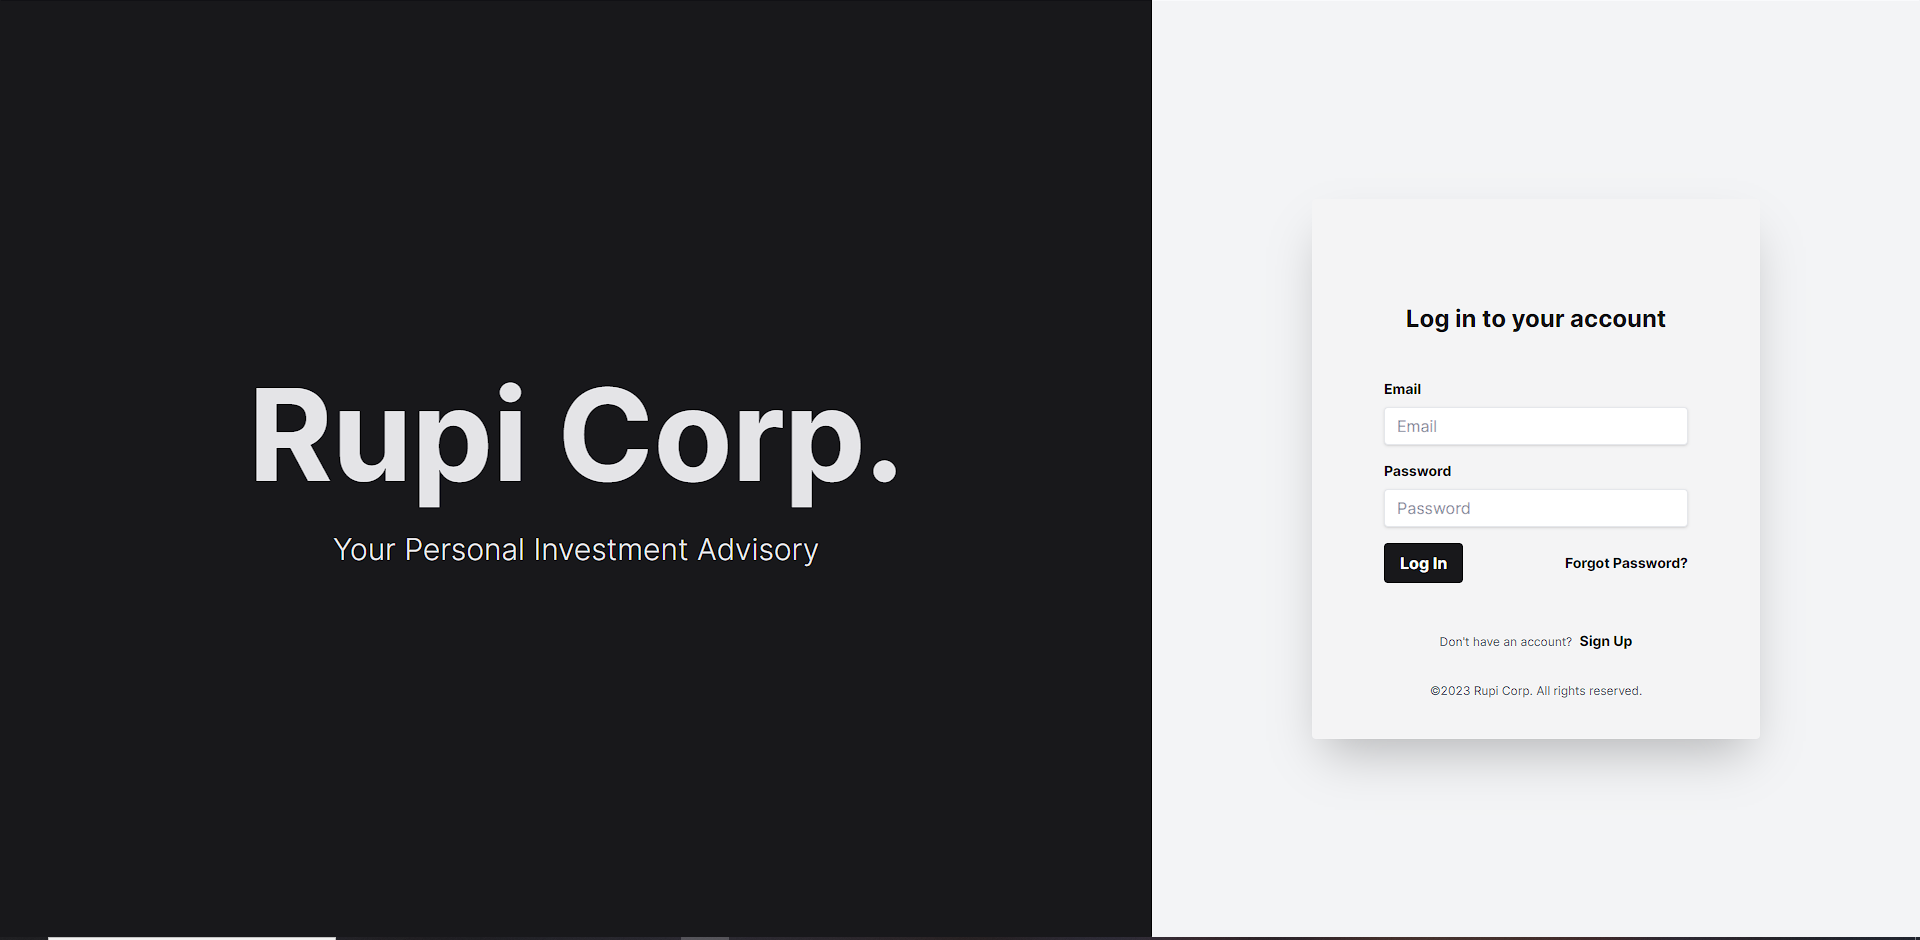 Rupi Corp.
Your Personal Investment Advisory
Log in to your account
Email
Email
Password
Password
Log In
Forgot Password?
Don't have an account? Sign Up
©2023 Rupi Corp. All rights reserved.